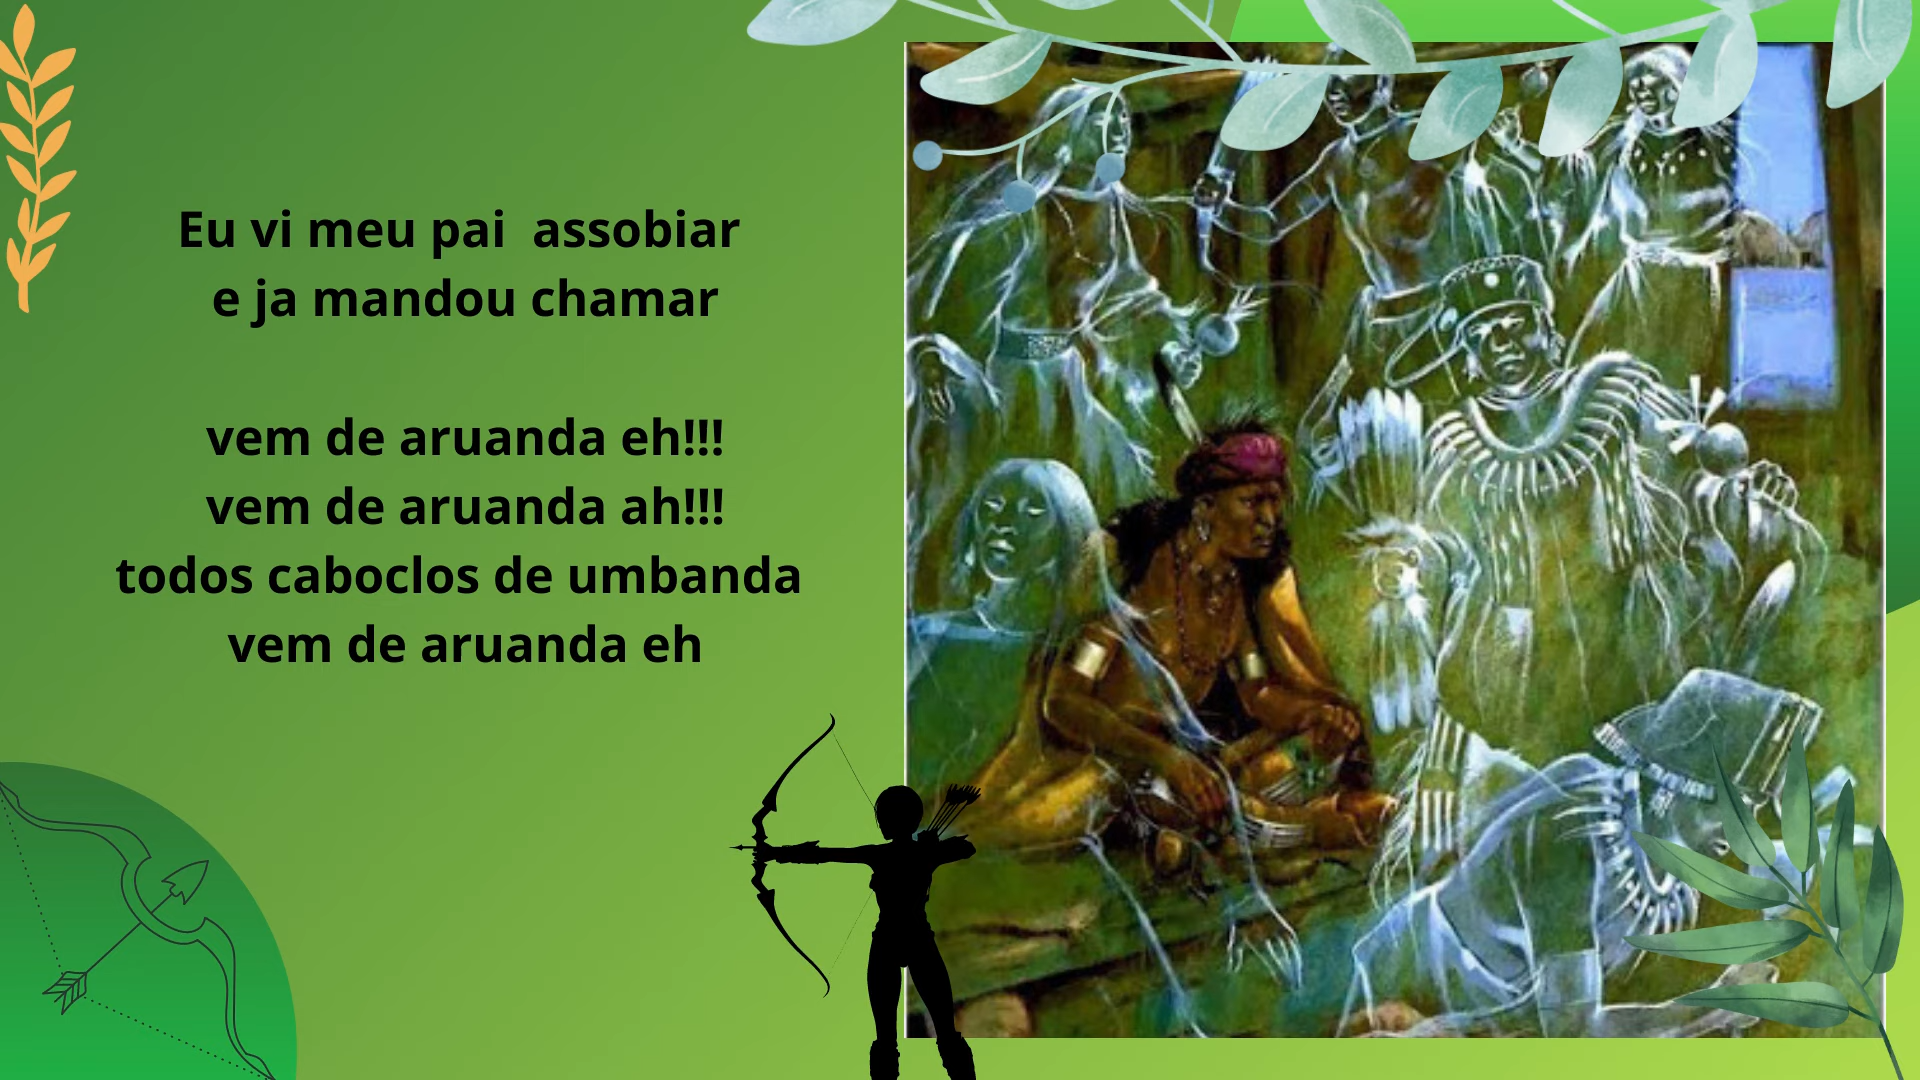 Eu vi meu pai  assobiar
e ja mandou chamar
vem de aruanda eh!!!
vem de aruanda ah!!!
todos caboclos de umbanda
vem de aruanda eh